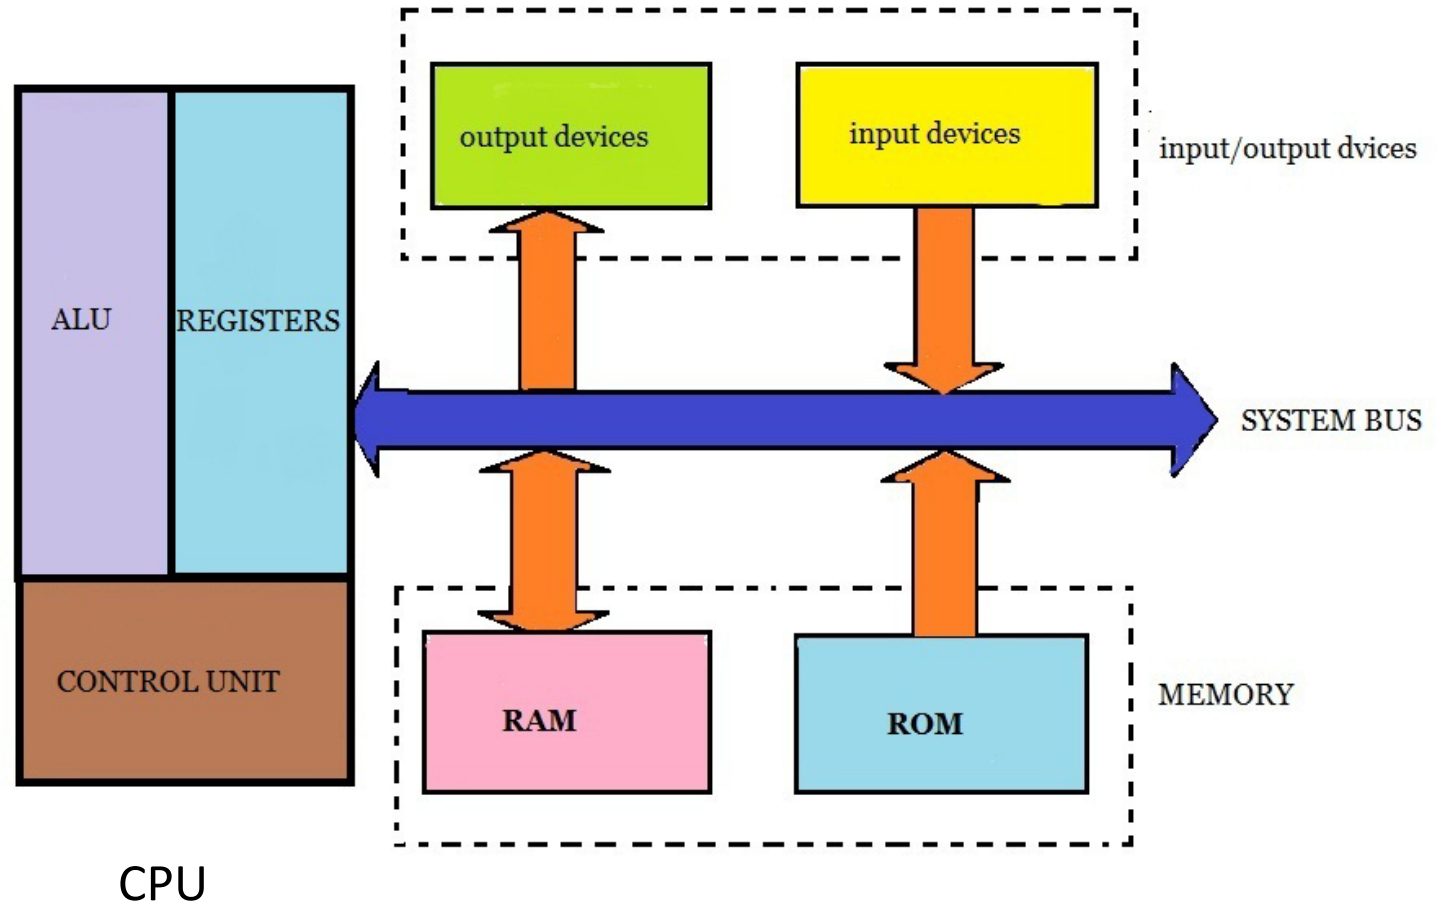 output devices
input devices
input/output dvices
ALU
REGISTERS
SYSTEM BUS
CONTROL UNIT
RAM
ROM
MEMORY
CPU